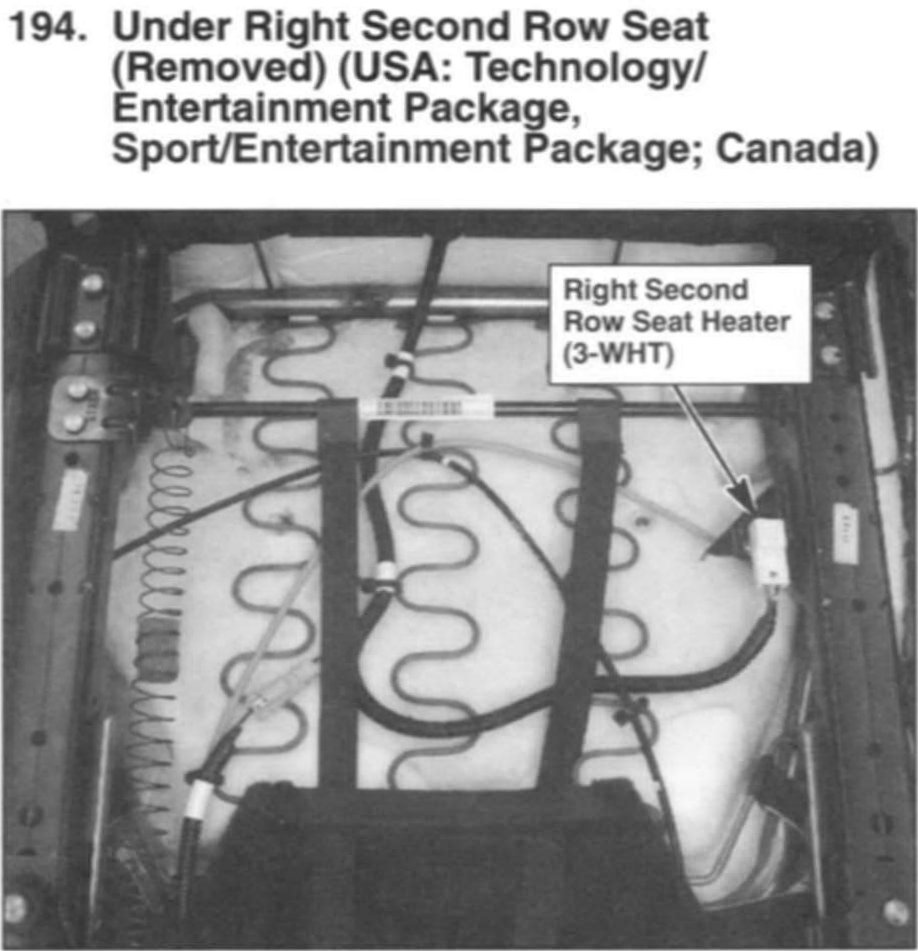 194. Under Right Second Row Seat
(Removed) (USA: Technology/
Entertainment Package,
Sport/Entertainment Package; Canada)
Right Second
Row Seat Heater
(3-WHT)